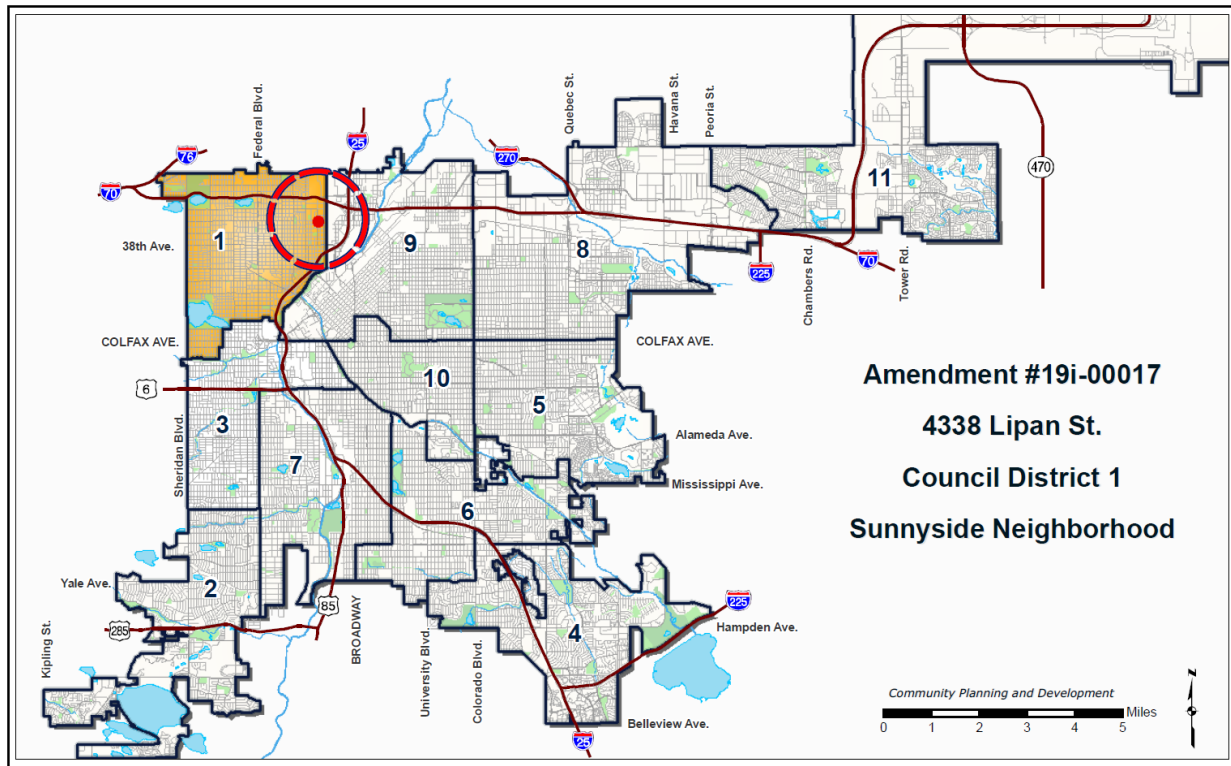 Federal Blvd.
25
Quebec St.
Havana St.
Peoria St.
76
270
70
470
11
38th Ave.
1
9
8
225
70
Chambers Rd.
Tower Rd.
COLFAX AVE.
COLFAX AVE.
6
10
5
3
Sheridan Blvd.
7
Alameda Ave.
Mississippi Ave.
6
Yale Ave.
2
85
285
BROADWAY
University Blvd.
Colorado Blvd.
4
225
Hampden Ave.
Kipling St.
Belleview Ave.
25
Amendment #19i-00017
4338 Lipan St.
Council District 1
Sunnyside Neighborhood
Community Planning and Development
Miles
0 1 2 3 4 5
N